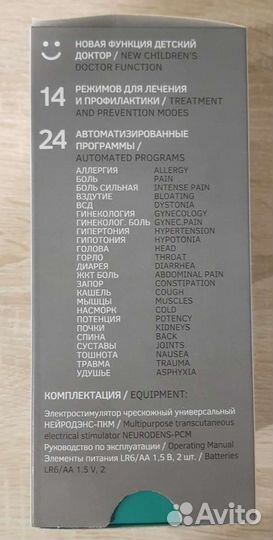 НОВАЯ ФУНКЦИЯ ДЕТСКИЙ
ДОКТОР / NEW CHILDREN'S
DOCTOR FUNCTION
14 РЕЖИМОВ ДЛЯ ЛЕЧЕНИЯ
И ПРОФИЛАКТИКИ / TREATMENT
AND PREVENTION MODES
24 АВТОМАТИЗИРОВАННЫЕ
ПРОГРАММЫ /
AUTOMATED PROGRAMS
АЛЛЕРГИЯ ALLERGY
БОЛЬ PAIN
БОЛЬ СИЛЬНАЯ INTENSE PAIN
ВЗДУТИЕ BLOATING
ВСД DYSTONIA
ГИНЕКОЛОГИЯ GYNECOLOGY
ГИНЕКОЛОГ. БОЛЬ GYNEC.PAIN
ГИПЕРТОНИЯ HYPERTENSION
ГИПОТОНИЯ HYPOTONIA
ГОЛОВА HEAD
ГОРЛО THROAT
ДИАРЕЯ DIARRHEA
ЖКТ БОЛЬ ABDOMINAL PAIN
ЗАПОР CONSTIPATION
КАШЕЛЬ COUGH
МЫШЦЫ MUSCLES
НАСМОРК COLD
ПОТЕНЦИЯ POTENCY
ПОЧКИ KIDNEYS
СПИНА BACK
СУСТАВЫ JOINTS
ТОШНОТА NAUSEA
ТРАВМА TRAUMA
УДУШЬЕ ASPHYXIA
КОМПЛЕКТАЦИЯ / EQUIPMENT:
Электростимулятор чрескожный универсальный
НЕЙРОДЭНС-ПКМ / Multipurpose transcutaneous
electrical stimulator NEURODENS-PCM
Руководство по эксплуатации / Operating Manual
Элементы питания LR6/AA 1,5 В, 2 шт. / Batteries
LR6/AA 1.5 V, 2
Avito